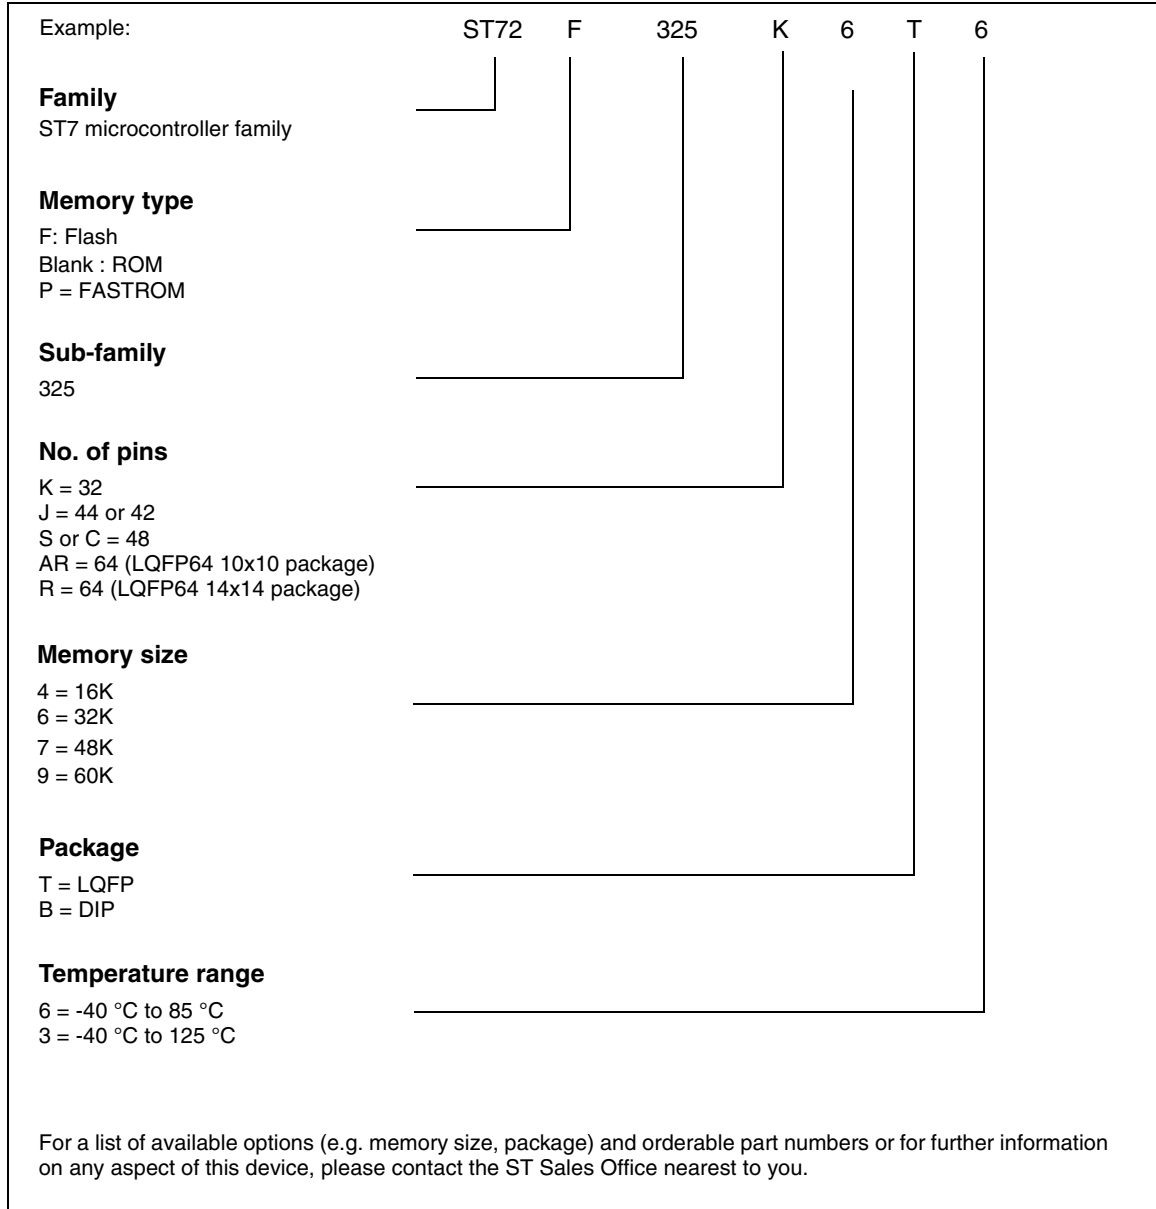 Example: ST72 F 325 K 6 T 6
Family
ST7 microcontroller family
Memory type
F: Flash
Blank : ROM
P = FASTROM
Sub-family
325
No. of pins
K = 32
J = 44 or 42
S or C = 48
AR = 64 (LQFP64 10x10 package)
R = 64 (LQFP64 14x14 package)
Memory size
4 = 16K
6 = 32K
7 = 48K
9 = 60K
Package
T = LQFP
B = DIP
Temperature range
6 = -40 °C to 85 °C
3 = -40 °C to 125 °C
For a list of available options (e.g. memory size, package) and orderable part numbers or for further information
on any aspect of this device, please contact the ST Sales Office nearest to you.